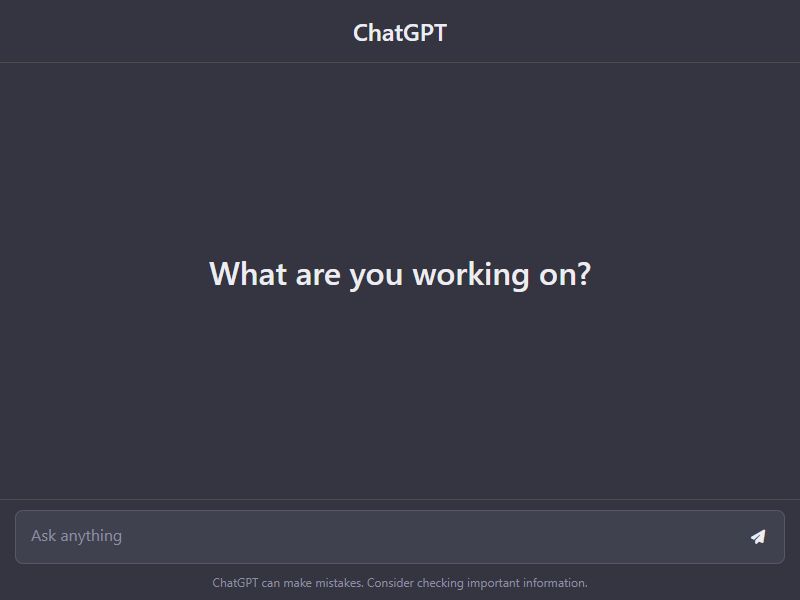 ChatGPT
What are you working on?
Ask anything
ChatGPT can make mistakes. Consider checking important information.